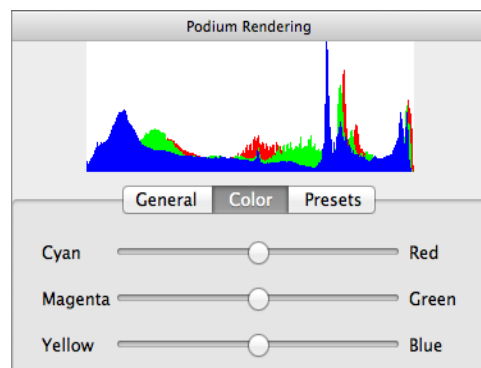 Podium Rendering
General Color Presets
Cyan Red
Magenta Green
Yellow Blue